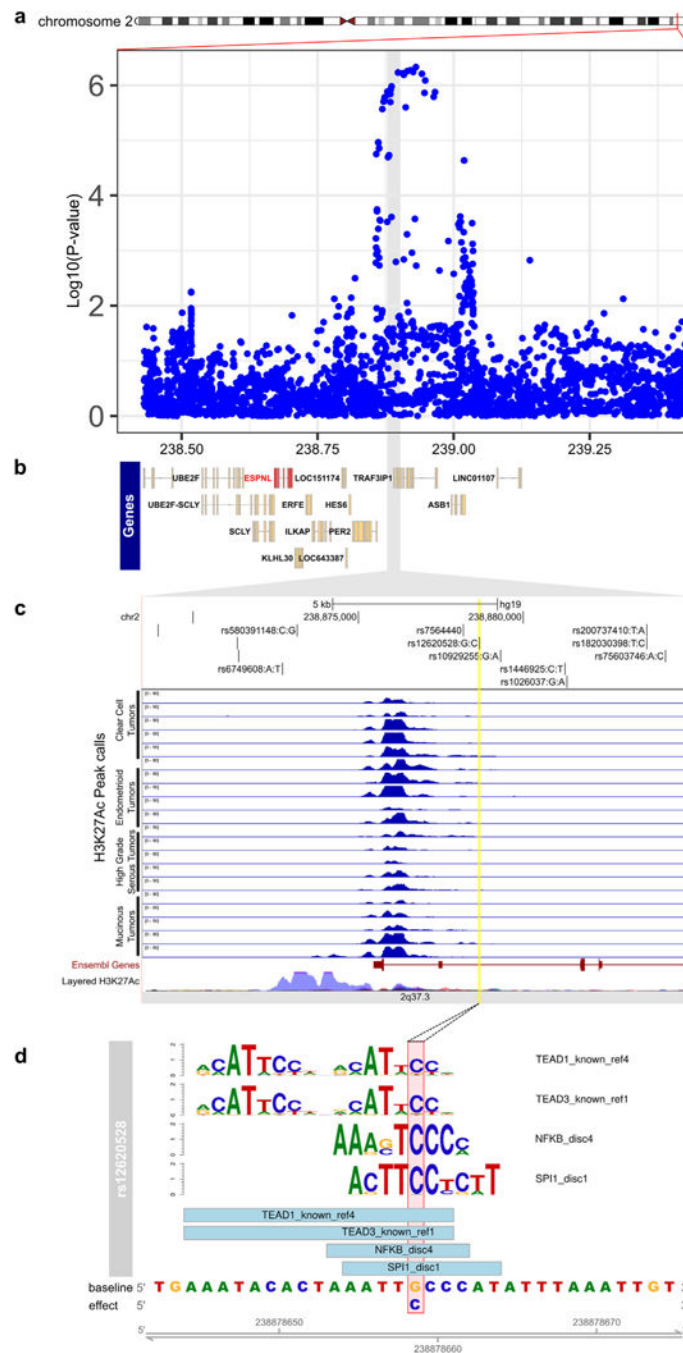 a
chromosome 2
6
4
2
0
Log10(P-value)
238.50 238.75 239.00 239.25
b
Genes
UBE2F ESPNL LOC151174 TRAF3IP1 LINC01107
UBE2F-SCLY ERFE HES6 ASB1
SCLY ILKAP PER2
KLHL30 LOC643387
c
5 kb hg19
chr2 238,875,000 238,880,000
rs580391148:C:G rs7564440 rs200737410:T:A
rs12620528:G:C rs182030398:T:C
rs10929255:G:A rs75603746:A:C
rs6749608:A:T rs1446925:C:T
rs1026037:G:A
H3K27Ac Peak calls
Clear Cell Tumors
Endometrioid Tumors
High Grade Serous Tumors
Mucinous Tumors
Ensembl Genes
Layered H3K27Ac
2q37.3
d
rs12620528
TEAD1_known_ref4
TEAD3_known_ref1
NFKB_disc4
SPI1_disc1
TEAD1_known_ref4
TEAD3_known_ref1
NFKB_disc4
SPI1_disc1
baseline 5' T G A A A T A C A C T A A A T T G C C C A T A T T T A A A T T G T
effect 5' C
5' 238878650 238878660 238878670